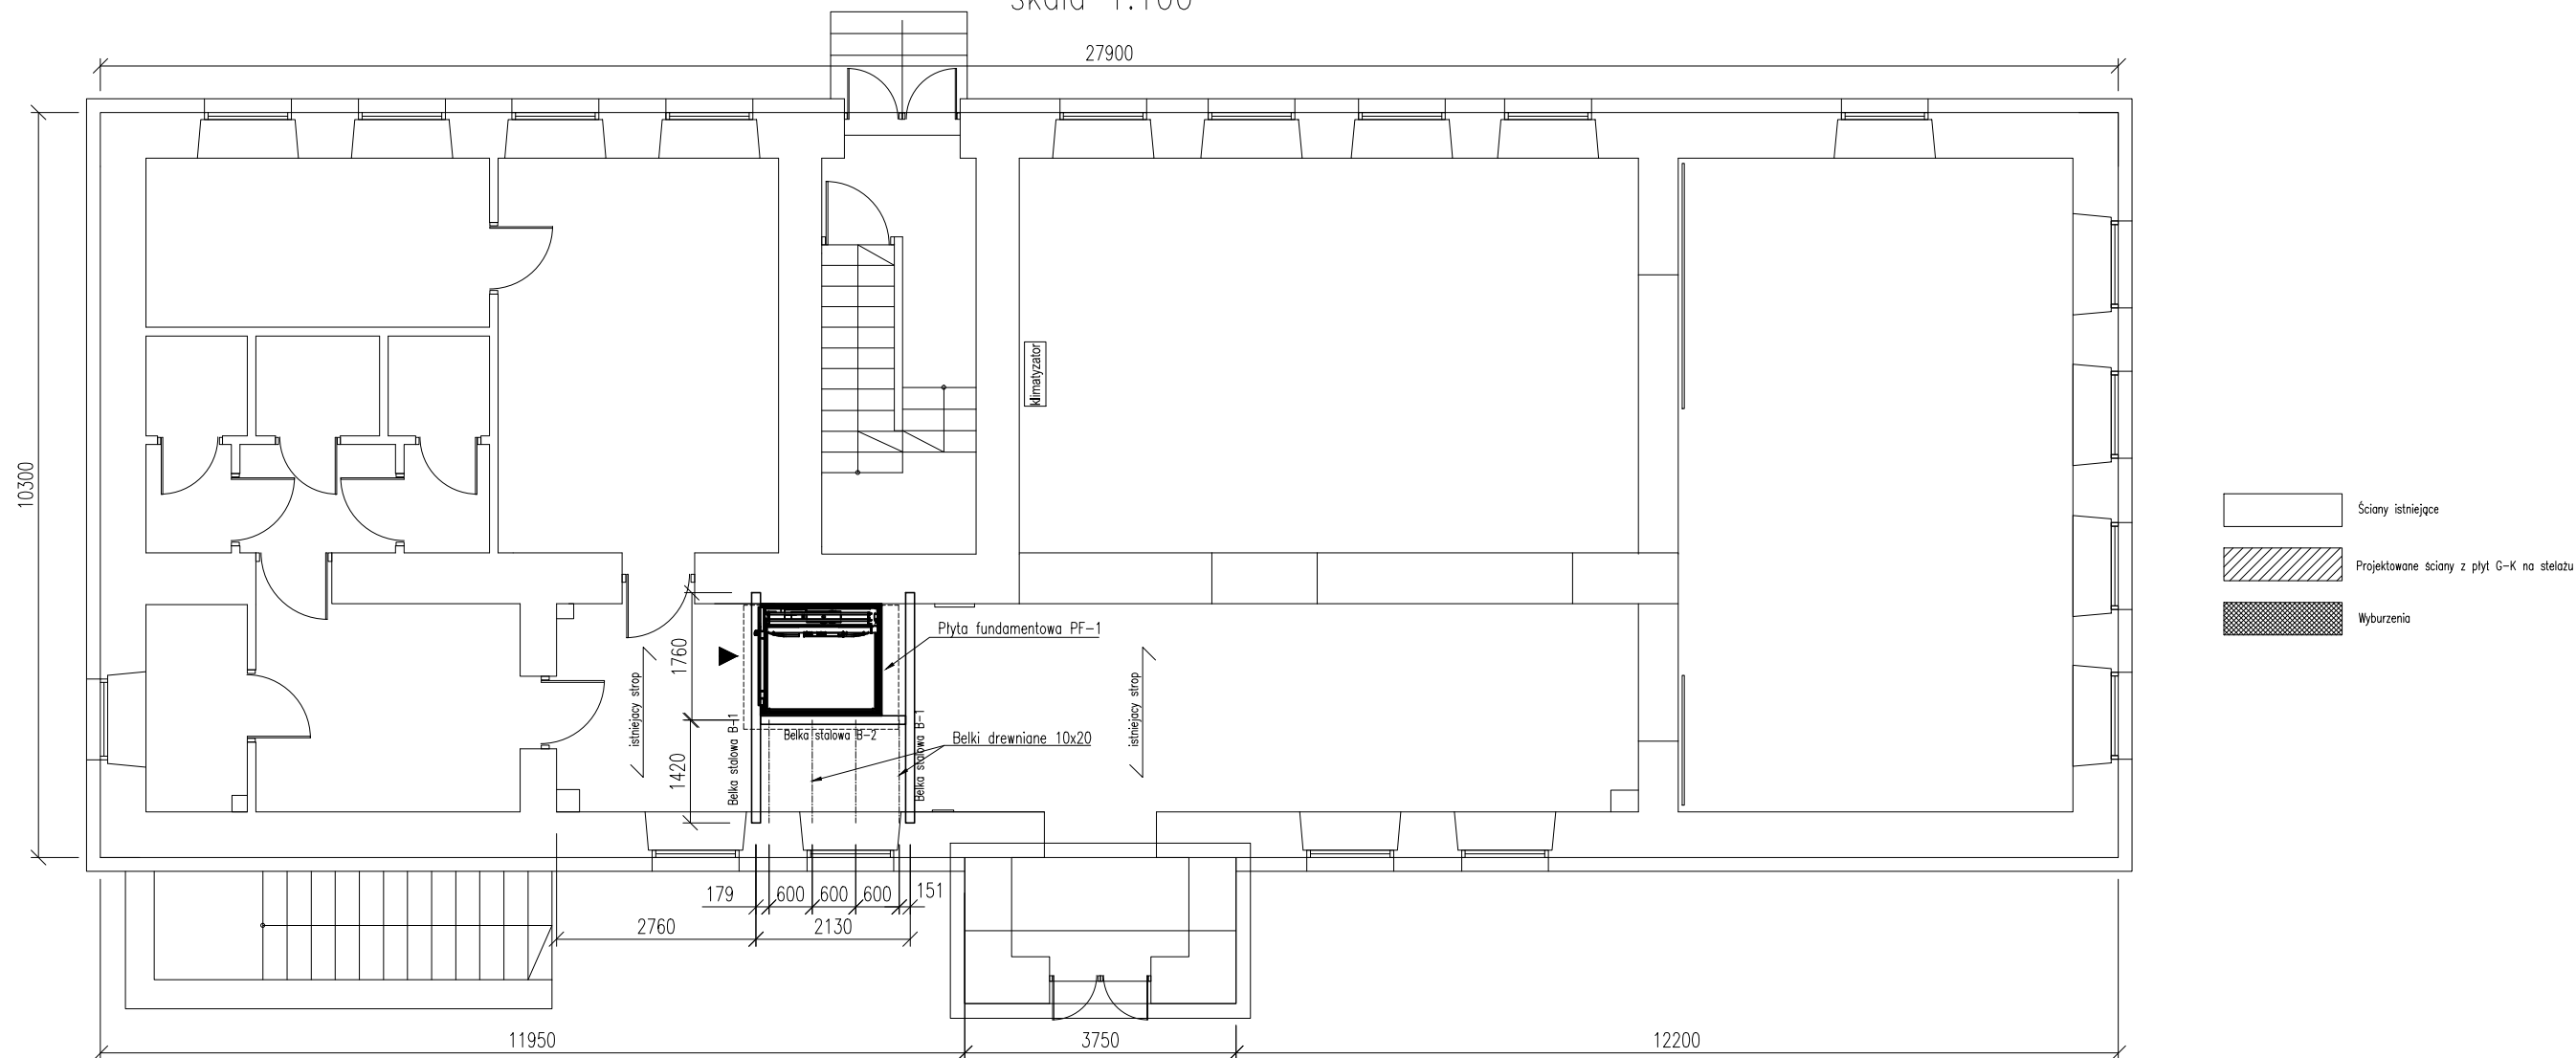 Skala 1:100
27900
10300
klimatyzator
Ściany istniejące
Projektowane ściany z płyt G-K na stelażu
Wyburzenia
Płyta fundamentowa PF-1
1760
istniejacy strop
istniejacy strop
Belka stalowa B-1
Belka stalowa B-2
Belka stalowa B-1
Belki drewniane 10x20
1420
179
600
600
600
151
2760
2130
11950
3750
12200